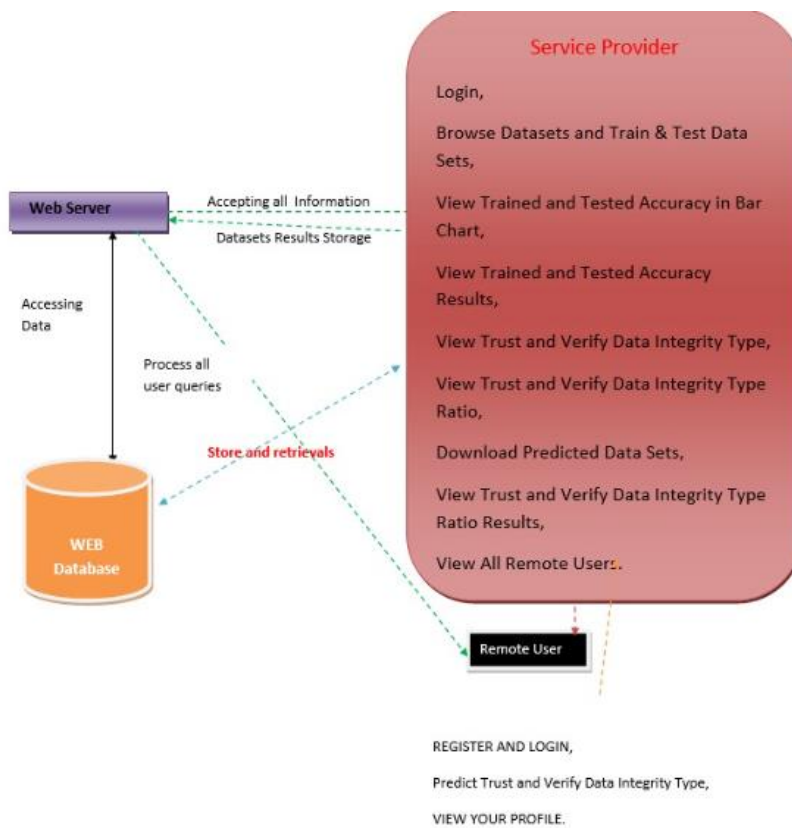 Service Provider
Login,
Browse Datasets and Train & Test Data
Sets,
View Trained and Tested Accuracy in Bar
Chart,
View Trained and Tested Accuracy
Results,
View Trust and Verify Data Integrity Type,
View Trust and Verify Data Integrity Type
Ratio,
Download Predicted Data Sets,
View Trust and Verify Data Integrity Type
Ratio Results,
View All Remote Users.
Web Server
Accepting all Information
Datasets Results Storage
Accessing
Data
Process all
user queries
Store and retrievals
WEB
Database
Remote User
REGISTER AND LOGIN,
Predict Trust and Verify Data Integrity Type,
VIEW YOUR PROFILE.